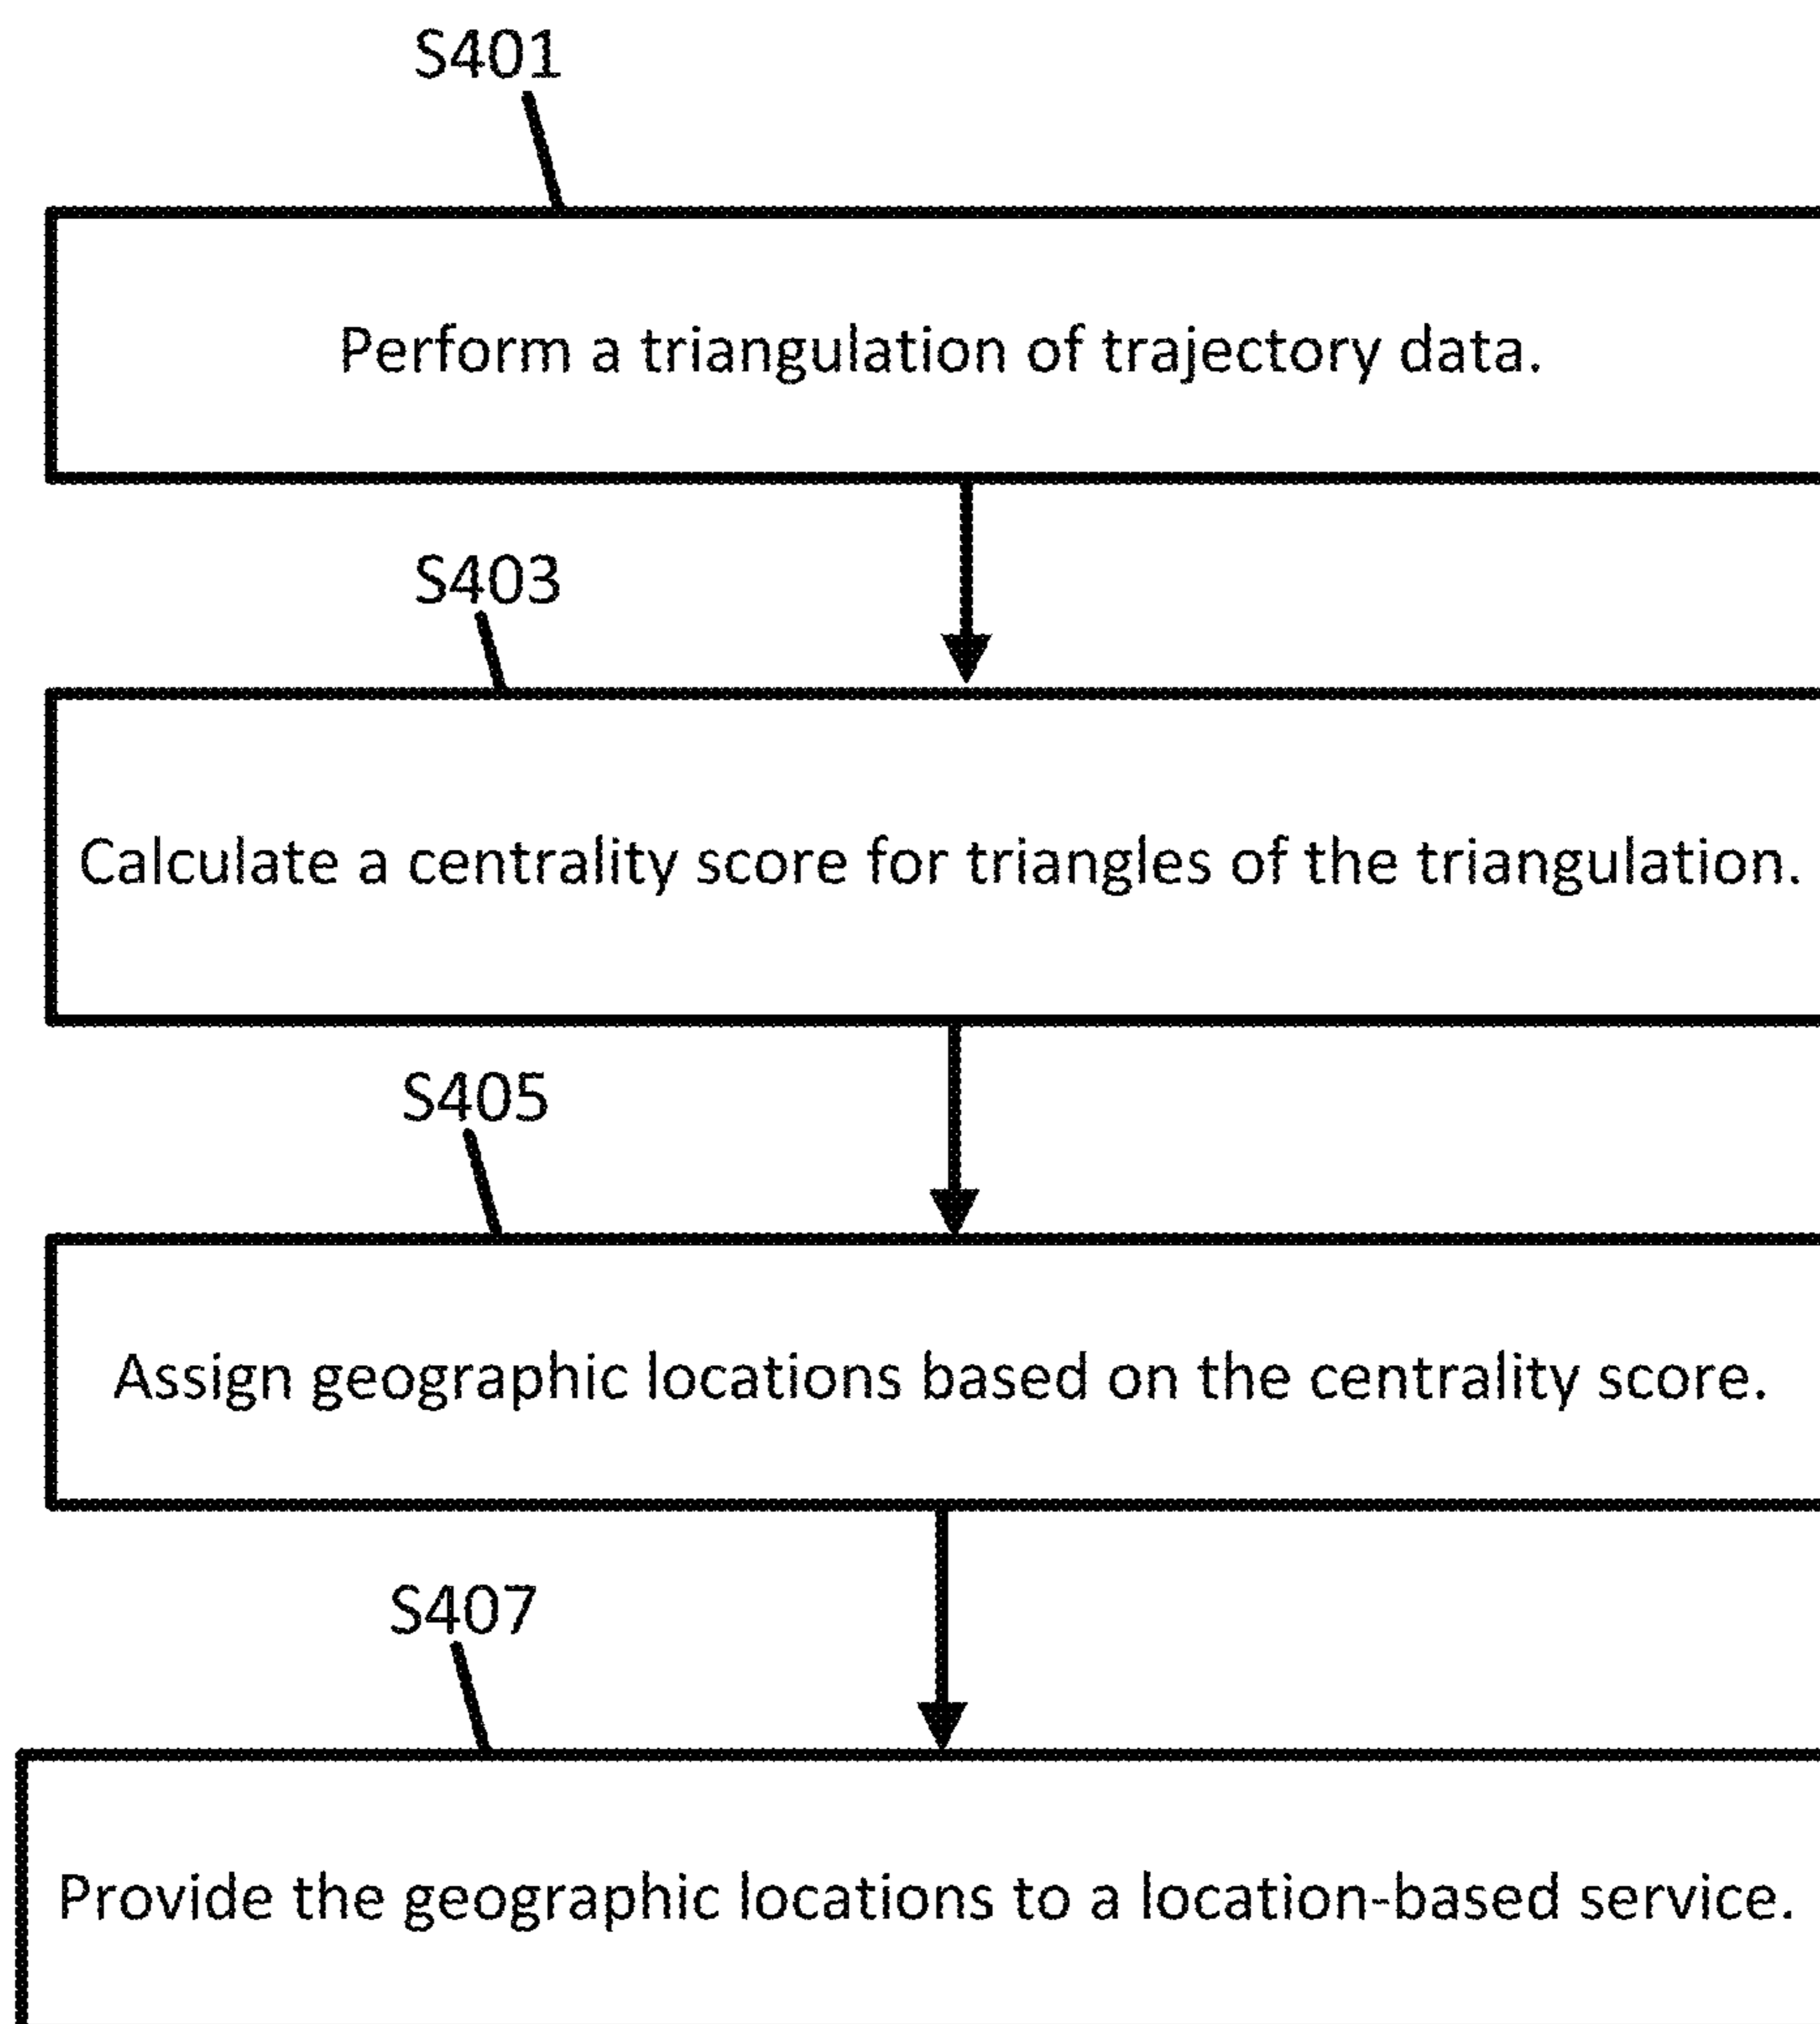 S401
Perform a triangulation of trajectory data.
S403
Calculate a centrality score for triangles of the triangulation.
S405
Assign geographic locations based on the centrality score.
S407
Provide the geographic locations to a location-based service.